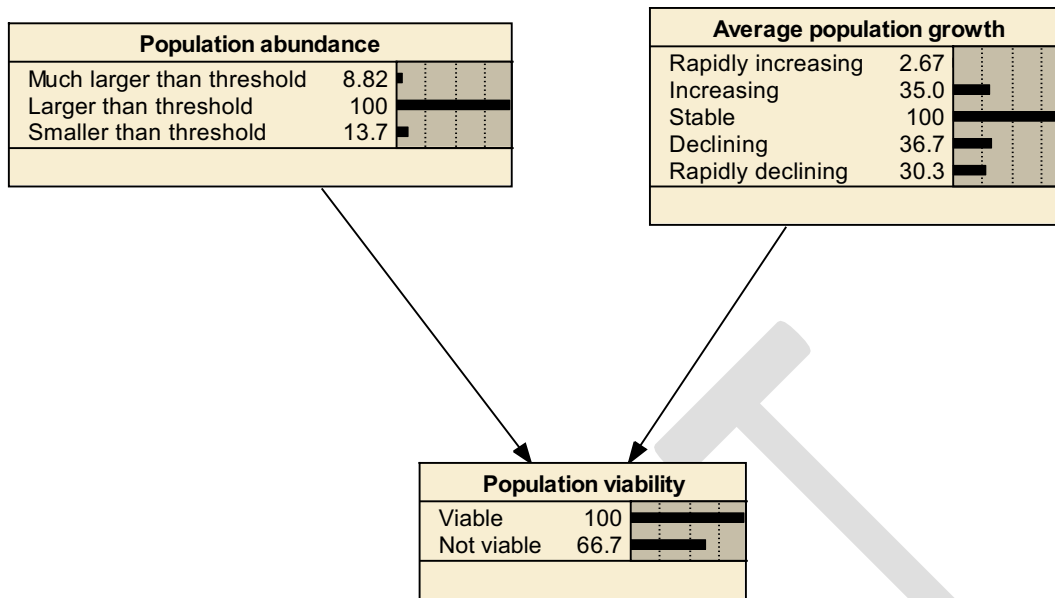 Population abundance
Much larger than threshold 8.82
Larger than threshold 100
Smaller than threshold 13.7
Average population growth
Rapidly increasing 2.67
Increasing 35.0
Stable 100
Declining 36.7
Rapidly declining 30.3
Population viability
Viable 100
Not viable 66.7